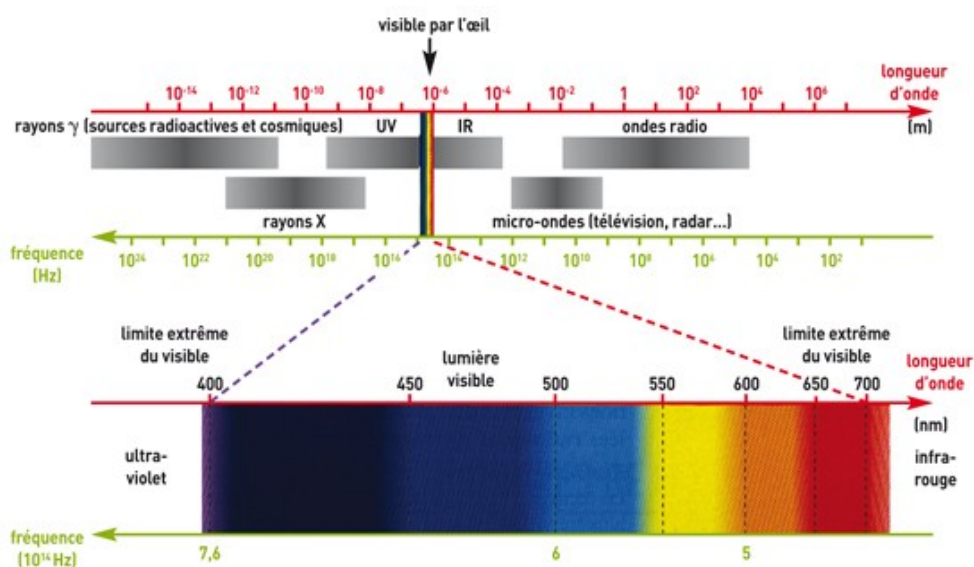 visible par l'œil
10⁻¹⁴ 10⁻¹² 10⁻¹⁰ 10⁻⁸ 10⁻⁶ 10⁻⁴ 10⁻² 1 10² 10⁴ 10⁶
longueur
d'onde
(m)
rayons γ (sources radioactives et cosmiques) UV IR ondes radio
rayons X micro-ondes (télévision, radar...)
fréquence
(Hz)
10²⁴ 10²² 10²⁰ 10¹⁸ 10¹⁶ 10¹⁴ 10¹² 10¹⁰ 10⁸ 10⁶ 10⁴ 10²
limite extrême
du visible
lumière
visible
limite extrême
du visible
400 450 500 550 600 650 700
longueur
d'onde
(nm)
ultra-
violet
infra-
rouge
fréquence
(10¹⁴ Hz)
7,6 6 5